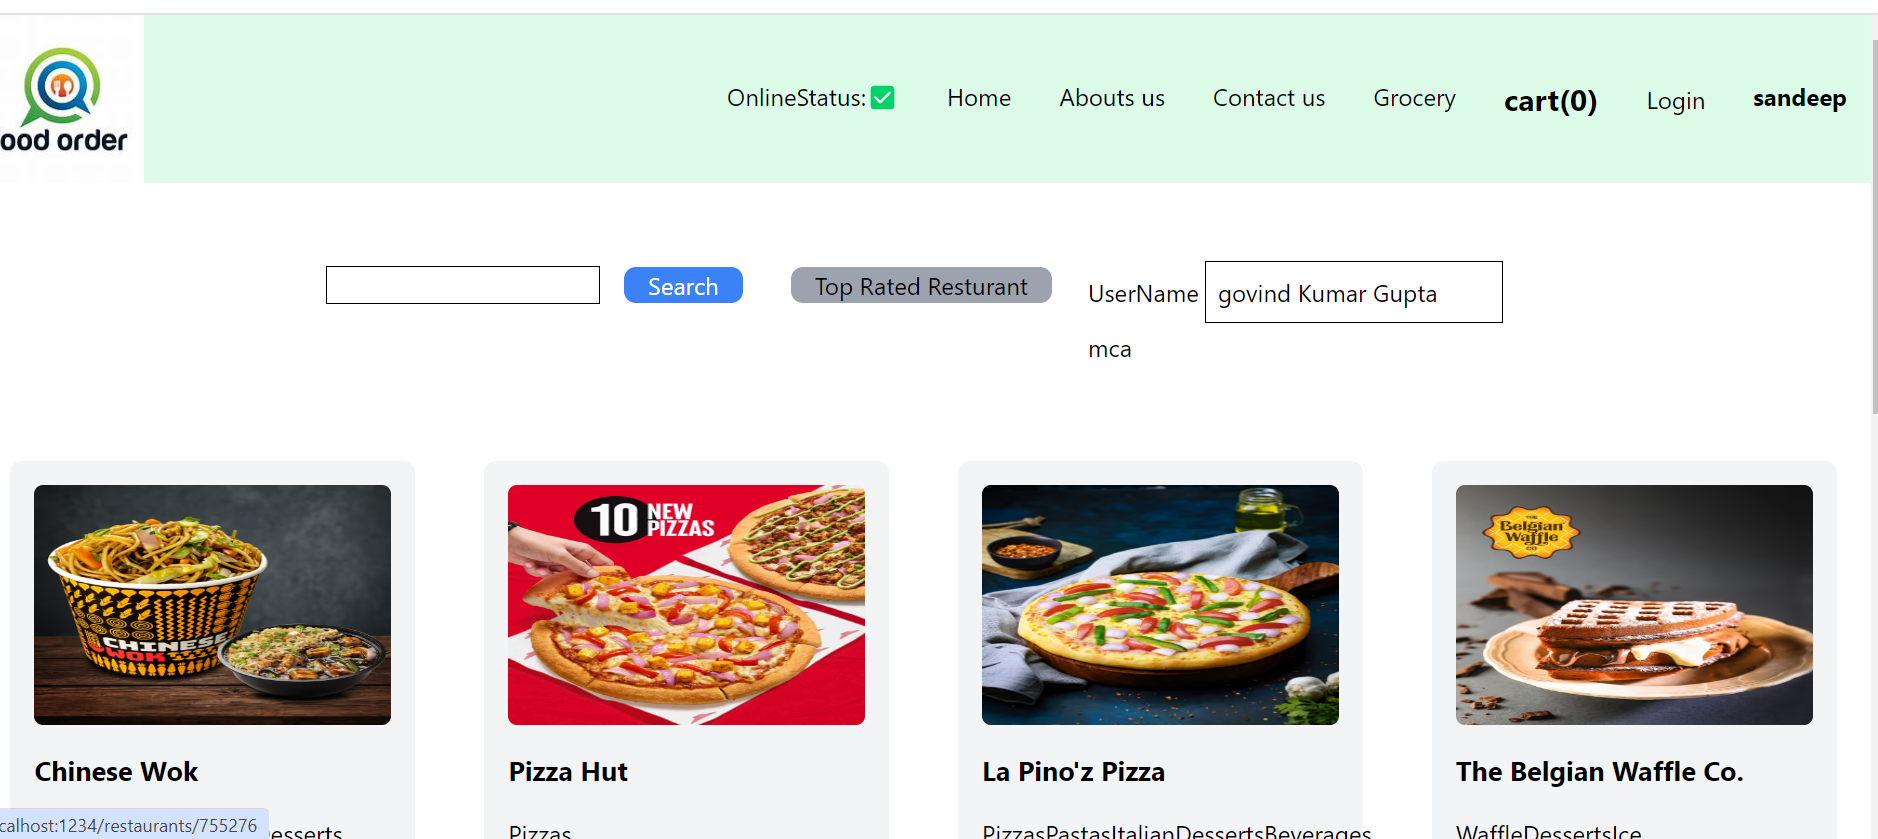 ood order
OnlineStatus:✅ Home Abouts us Contact us Grocery cart(0) Login sandeep
Search Top Rated Resturant UserName govind Kumar Gupta
mca
10 NEW PIZZAS
CHINESE WOK
THE Belgian Waffle CO
Chinese Wok Pizza Hut La Pino'z Pizza The Belgian Waffle Co.
esserts Pizzas PizzasPastasItalianDessertsBeverages WaffleDessertsIce
calhost:1234/restaurants/755276